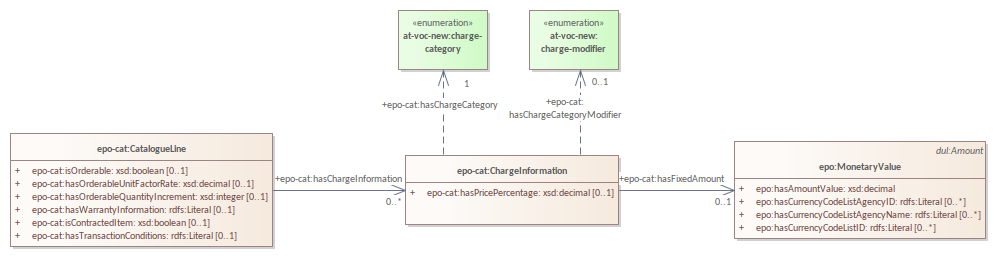 «enumeration»
at-voc-new:charge-
category
«enumeration»
at-voc-new:
charge-modifier
1
0..1
+epo-cat:hasChargeCategory
+epo-cat:
hasChargeCategoryModifier
epo-cat:CatalogueLine
+ epo-cat:isOrderable: xsd:boolean [0..1]
+ epo-cat:hasOrderableUnitFactorRate: xsd:decimal [0..1]
+ epo-cat:hasOrderableQuantityIncrement: xsd:integer [0..1]
+ epo-cat:hasWarrantyInformation: rdfs:Literal [0..1]
+ epo-cat:isContractedItem: xsd:boolean [0..1]
+ epo-cat:hasTransactionConditions: rdfs:Literal [0..1]
+epo-cat:hasChargeInformation
0..*
epo-cat:ChargeInformation
+ epo-cat:hasPricePercentage: xsd:decimal [0..1]
+epo-cat:hasFixedAmount
0..1
dul:Amount
epo:MonetaryValue
+ epo:hasAmountValue: xsd:decimal
+ epo:hasCurrencyCodeListAgencyID: rdfs:Literal [0..*]
+ epo:hasCurrencyCodeListAgencyName: rdfs:Literal [0..*]
+ epo:hasCurrencyCodeListID: rdfs:Literal [0..*]